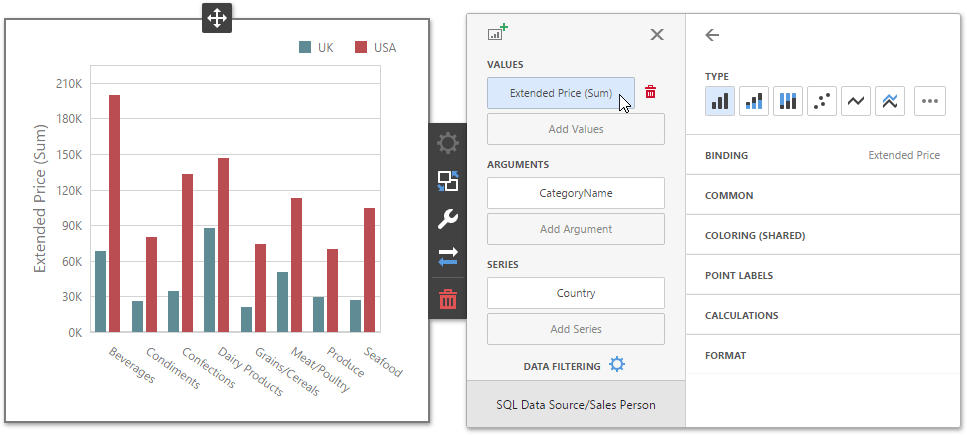 UK USA
210K
180K
150K
120K
90K
60K
30K
0K
Extended Price (Sum)
Beverages
Condiments
Confections
Dairy Products
Grains/Cereals
Meat/Poultry
Produce
Seafood
VALUES
Extended Price (Sum)
Add Values
ARGUMENTS
CategoryName
Add Argument
SERIES
Country
Add Series
DATA FILTERING
SQL Data Source/Sales Person
TYPE
BINDING Extended Price
COMMON
COLORING (SHARED)
POINT LABELS
CALCULATIONS
FORMAT